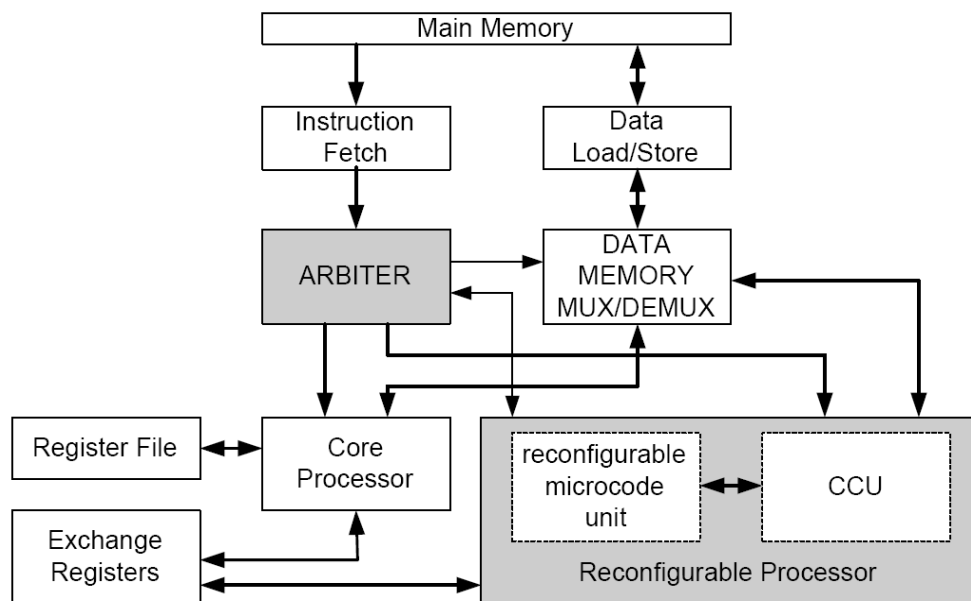 Main Memory
Instruction
Fetch
Data
Load/Store
ARBITER
DATA
MEMORY
MUX/DEMUX
Register File
Core
Processor
reconfigurable
microcode
unit
CCU
Exchange
Registers
Reconfigurable Processor